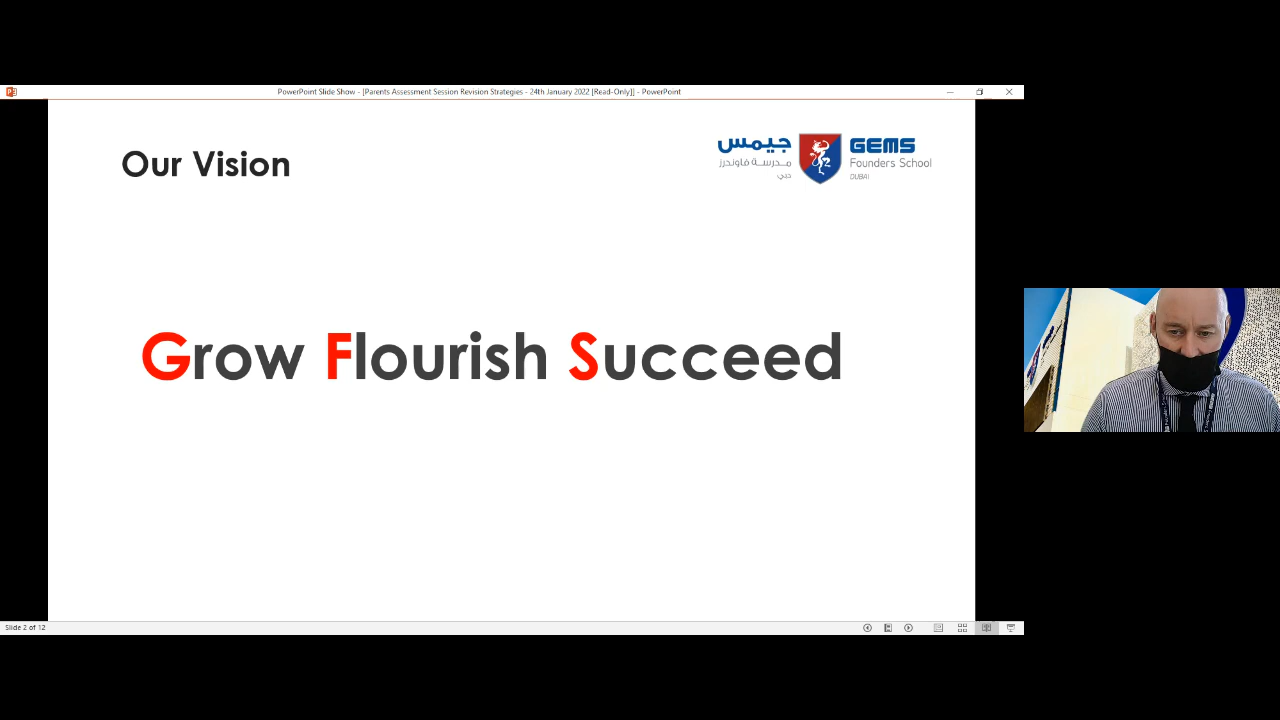 PowerPoint Slide Show - [Parents Assessment Session Revision Strategies - 24th January 2022 [Read-Only]] - PowerPoint
Our Vision
جيمس
مدرسة فاوندرز
دبي
GEMS
Founders School
DUBAI
Grow Flourish Succeed
Slide 2 of 12